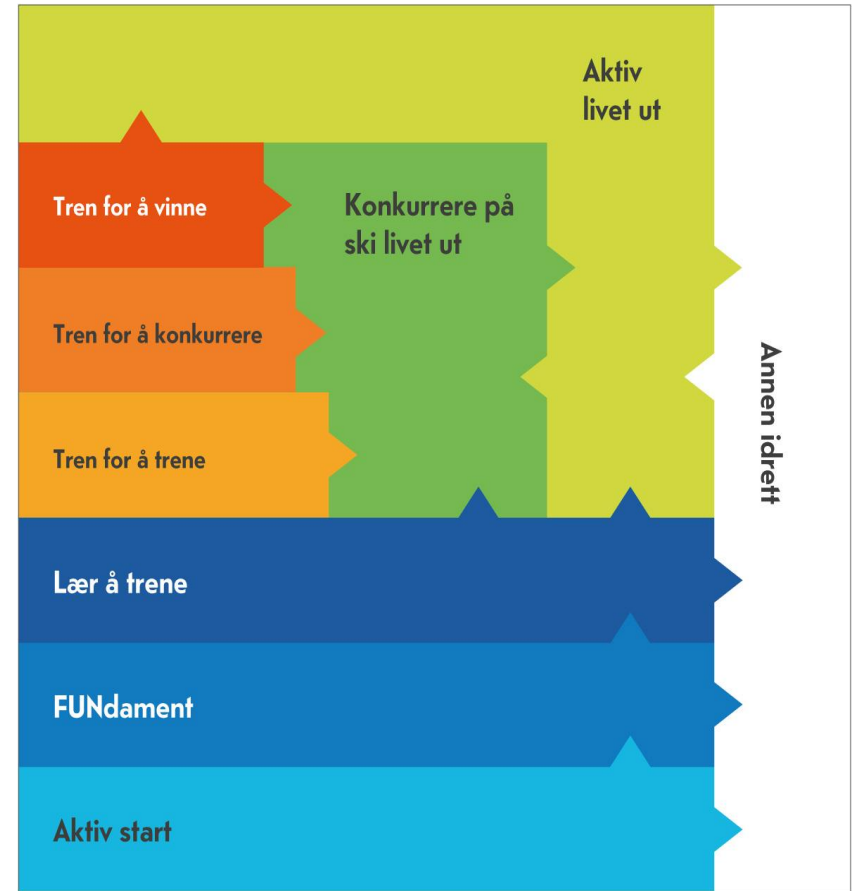 Aktiv
livet ut
Tren for å vinne
Konkurrere på
ski livet ut
Tren for å konkurrere
Annen idrett
Tren for å trene
Lær å trene
FUNdament
Aktiv start